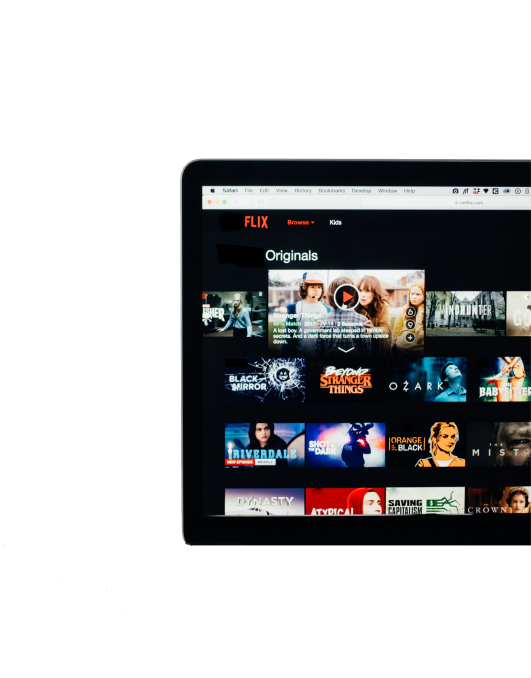 Safari File Edit View History Bookmarks Develop Window Help
netflix.com
FLIX Browse Kids
Originals
Stranger Things
Match 2017 TV-14 2 Seasons
A lost boy. A government lab steeped in terrible
secrets. And a dark force that turns a town upside
down.
MINDHUNTER
BLACK MIRROR
BEYOND
STRANGER
THINGS
OZARK
RIVERDALE
NEW EPISODE WEEKLY
SHOT
IN THE
DARK
ORANGE
IS THE NEW
BLACK
THE
MIST
DYNASTY
ATYPICAL
SAVING
CAPITALISM
CROWN